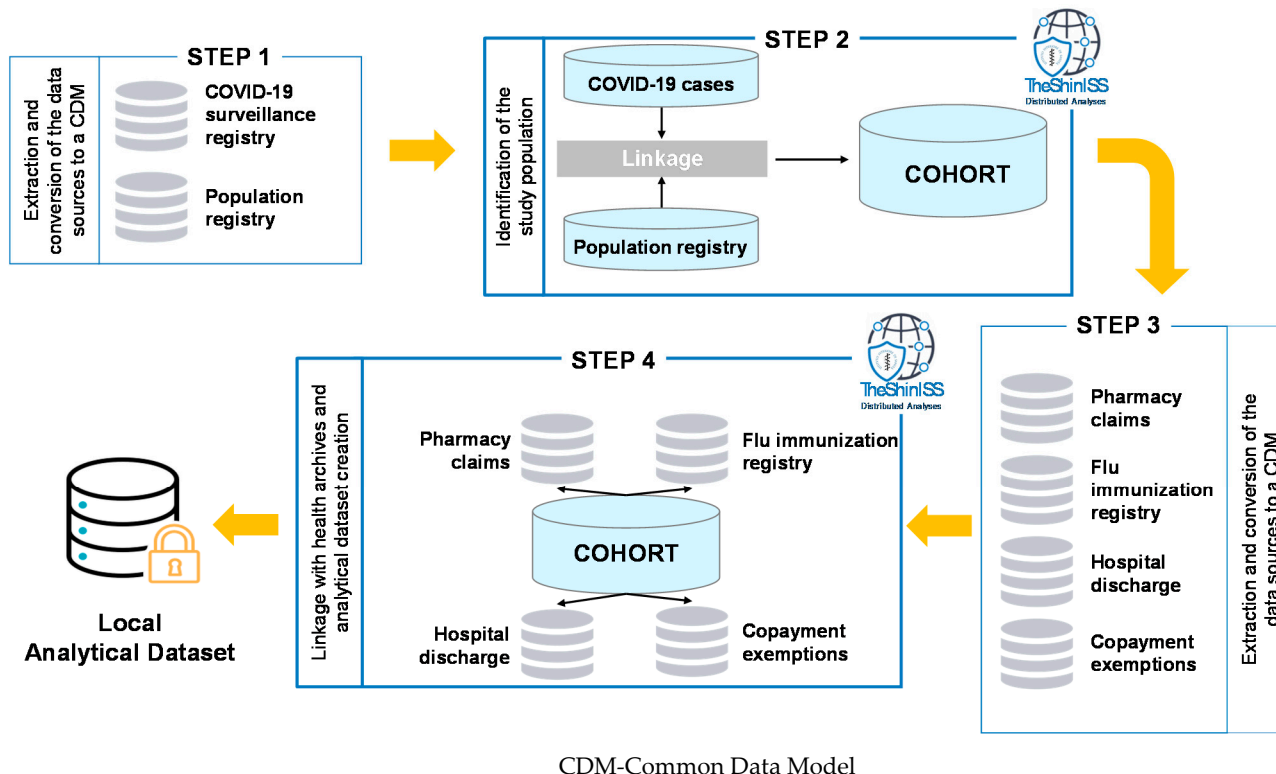 STEP 1
Extraction and
conversion of the data
sources to a CDM
COVID-19
surveillance
registry
Population
registry
STEP 2
TheShinISS
Distributed Analyses
Identification of the
study population
COVID-19 cases
Linkage
Population registry
COHORT
STEP 3
Pharmacy
claims
Flu
immunization
registry
Hospital
discharge
Copayment
exemptions
Extraction and conversion of the
data sources to a CDM
STEP 4
TheShinISS
Distributed Analyses
Linkage with health archives and
analytical dataset creation
Pharmacy
claims
Flu immunization
registry
COHORT
Hospital
discharge
Copayment
exemptions
Local
Analytical Dataset
CDM-Common Data Model